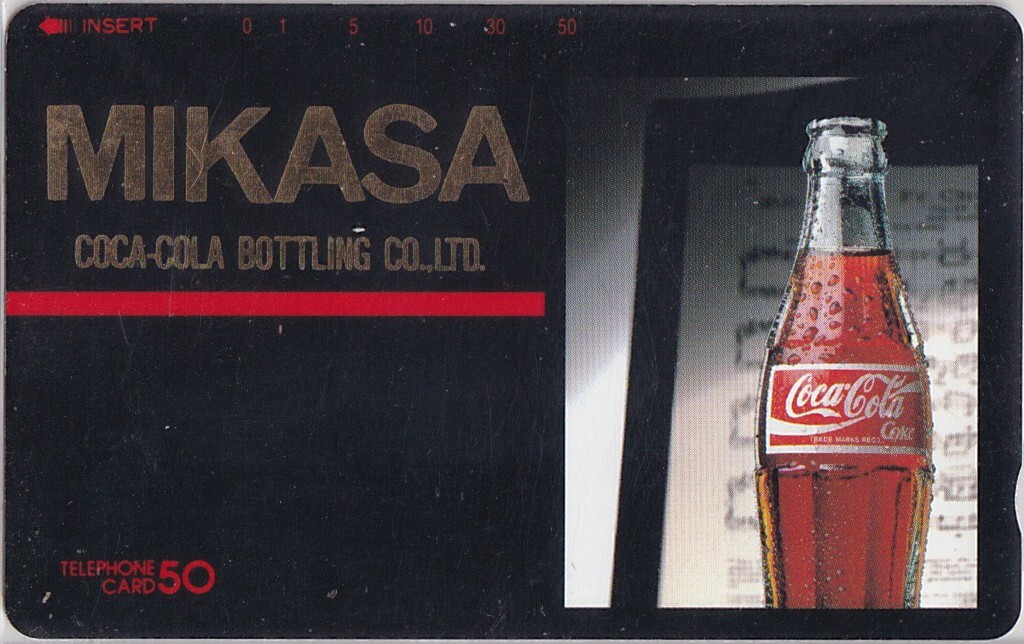 INSERT 0 1 5 10 30 50
MIKASA
COCA-COLA BOTTLING CO.,LTD.
Coca-Cola
Coke
TRADE MARKS REG'D.
TELEPHONE
CARD 50